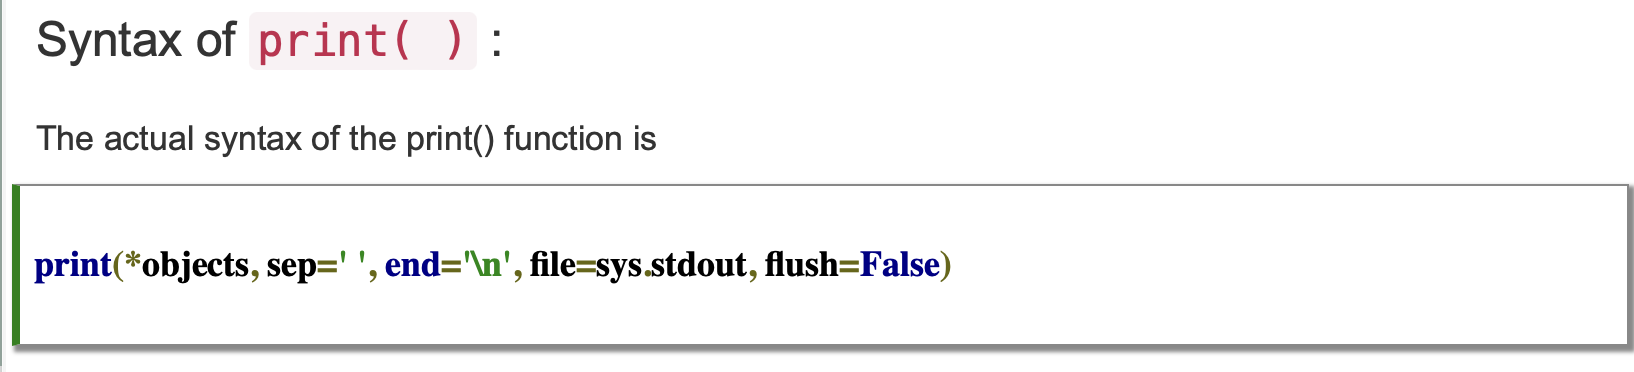 Syntax of print( ) :
The actual syntax of the print() function is
print(*objects, sep=' ', end='\n', file=sys.stdout, flush=False)